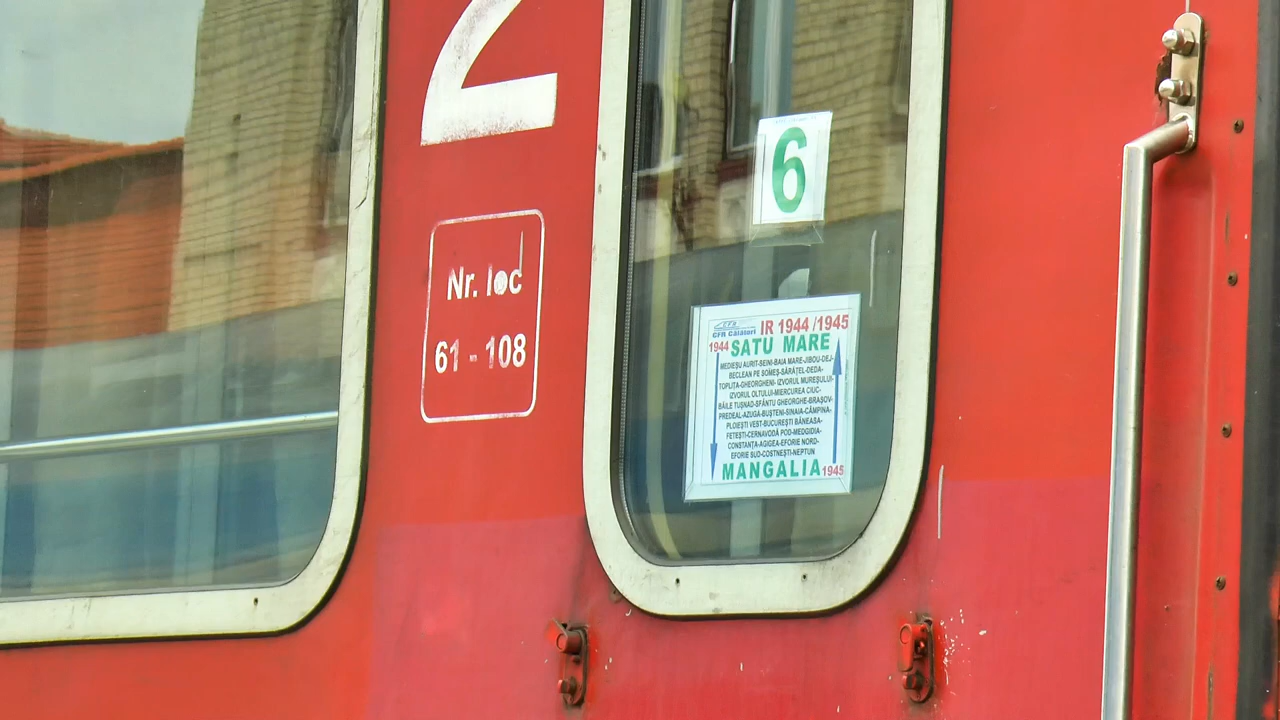 2
Nr. loc
61 - 108
6
CFR
CFR Călători
IR 1944 /1945
1944 SATU MARE
MEDIEȘU AURIT-SEINI-BAIA MARE-JIBOU-DEJ-
BECLEAN PE SOMEȘ-SĂRĂȚEL-DEDA-
TOPLIȚA-GHEORGHENI- IZVORUL MUREȘULUI-
IZVORUL OLTULUI-MIERCUREA CIUC-
BĂILE TUȘNAD-SFÂNTU GHEORGHE-BRAȘOV-
PREDEAL-AZUGA-BUȘTENI-SINAIA-CÂMPINA-
PLOIEȘTI VEST-BUCUREȘTI BĂNEASA-
FETEȘTI-CERNAVODĂ POD-MEDGIDIA-
CONSTANȚA-AGIGEA-EFORIE NORD-
EFORIE SUD-COSTNEȘTI-NEPTUN
MANGALIA 1945